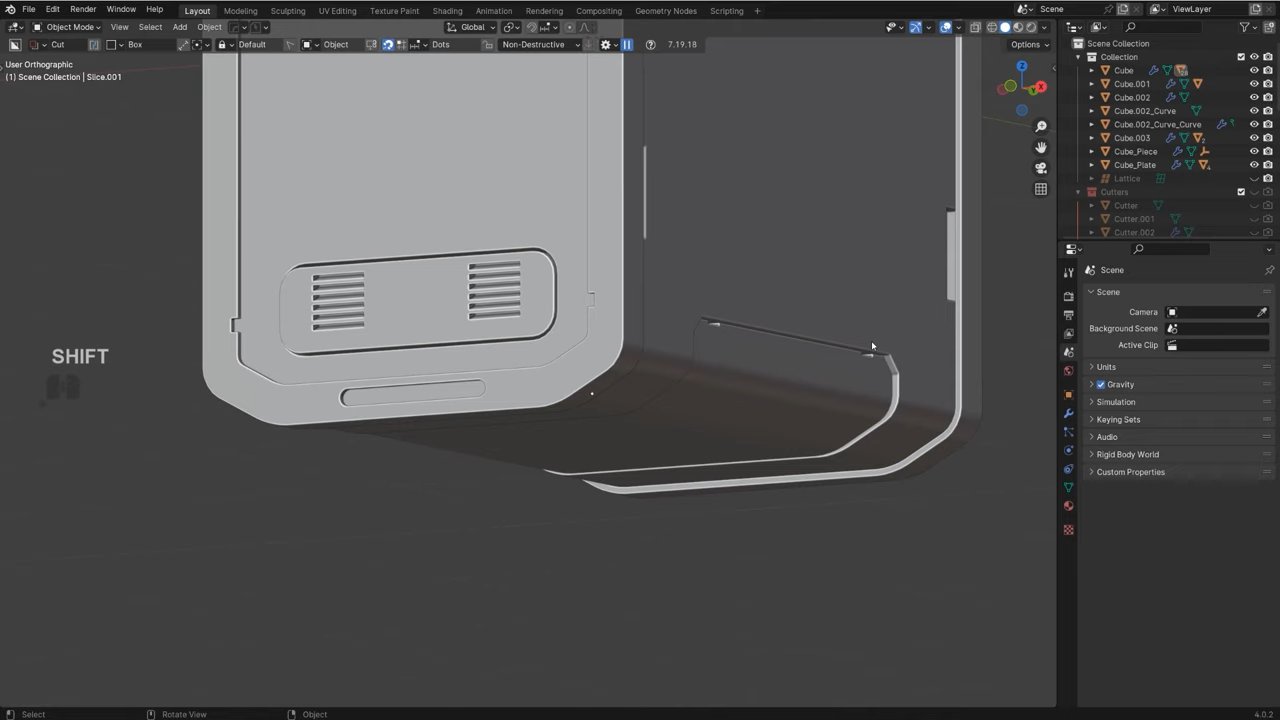 File Edit Render Window Help Layout Modeling Sculpting UV Editing Texture Paint Shading Animation Rendering Compositing Geometry Nodes Scripting + Scene ViewLayer
Object Mode View Select Add Object Global
Cut Box Default Object Dots Non-Destructive 7.19.18 Options
User Orthographic
(1) Scene Collection | Slice.001
Z
X
Y
SHIFT
Scene Collection
Collection
Cube
Cube.001
Cube.002
Cube.002_Curve
Cube.002_Curve_Curve
Cube.003
Cube_Piece
Cube_Plate
Lattice
Cutters
Cutter
Cutter.001
Cutter.002
Scene
Scene
Camera
Background Scene
Active Clip
Units
Gravity
Simulation
Keying Sets
Audio
Rigid Body World
Custom Properties
Select Rotate View Object 4.0.2